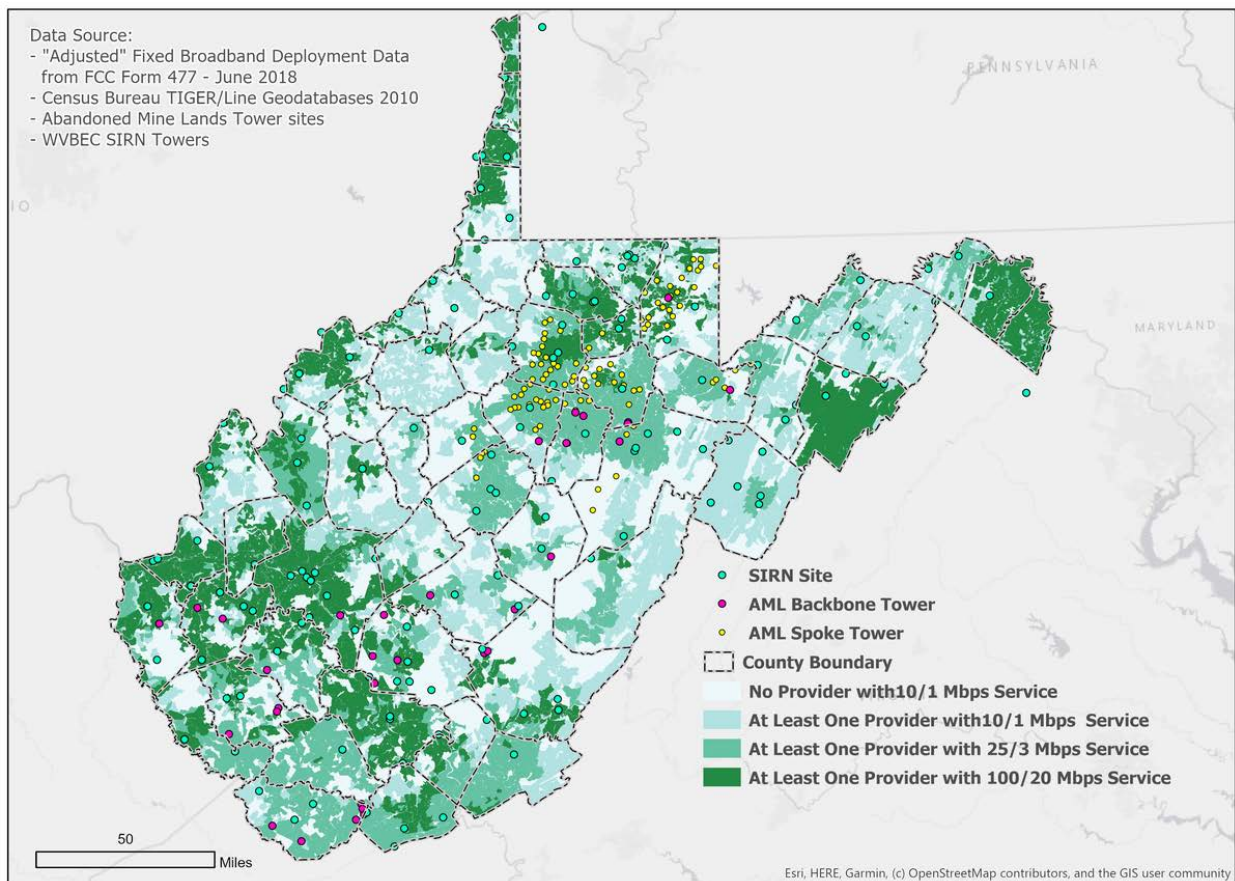 Data Source:
- "Adjusted" Fixed Broadband Deployment Data
from FCC Form 477 - June 2018
- Census Bureau TIGER/Line Geodatabases 2010
- Abandoned Mine Lands Tower sites
- WVBEC SIRN Towers
PENNSYLVANIA
IO
MARYLAND
SIRN Site
AML Backbone Tower
AML Spoke Tower
County Boundary
No Provider with10/1 Mbps Service
At Least One Provider with10/1 Mbps Service
At Least One Provider with 25/3 Mbps Service
At Least One Provider with 100/20 Mbps Service
50
Miles
Esri, HERE, Garmin, (c) OpenStreetMap contributors, and the GIS user community